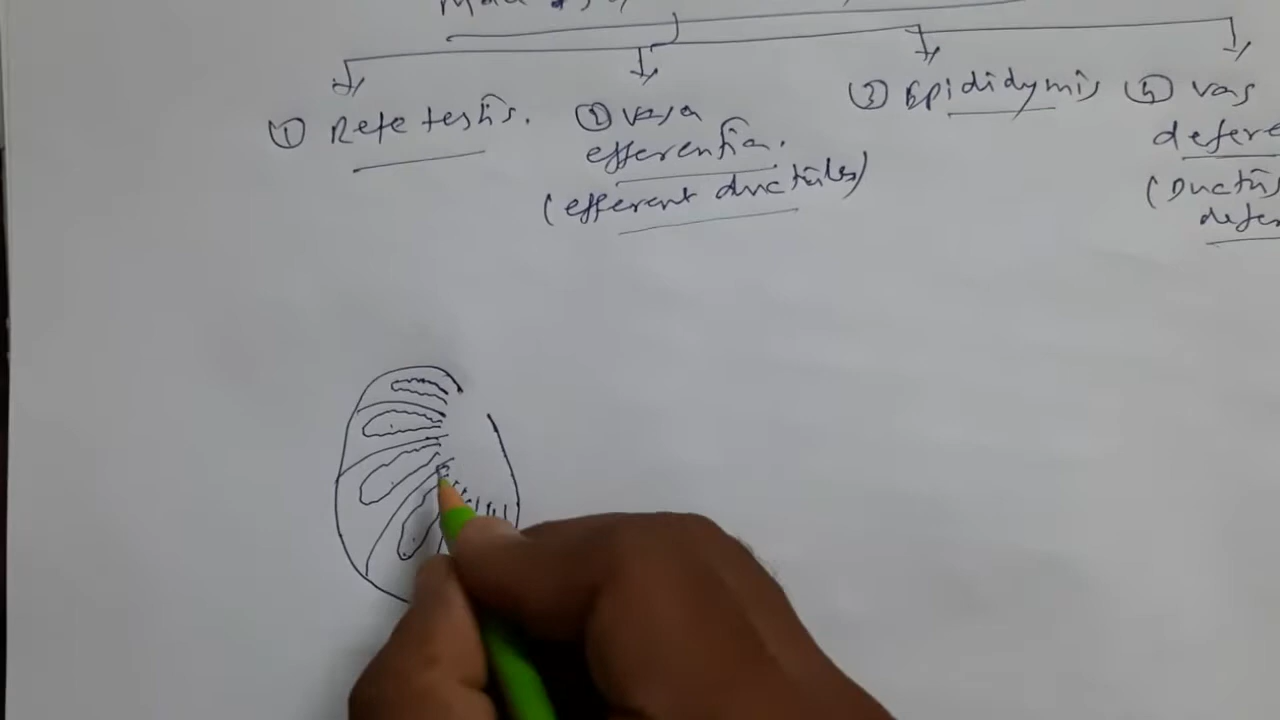 ① Rete testis.
② vasa
efferentia.
(efferent ductules)
③ Epididymis
④ vas
defere
(Ductus
defer